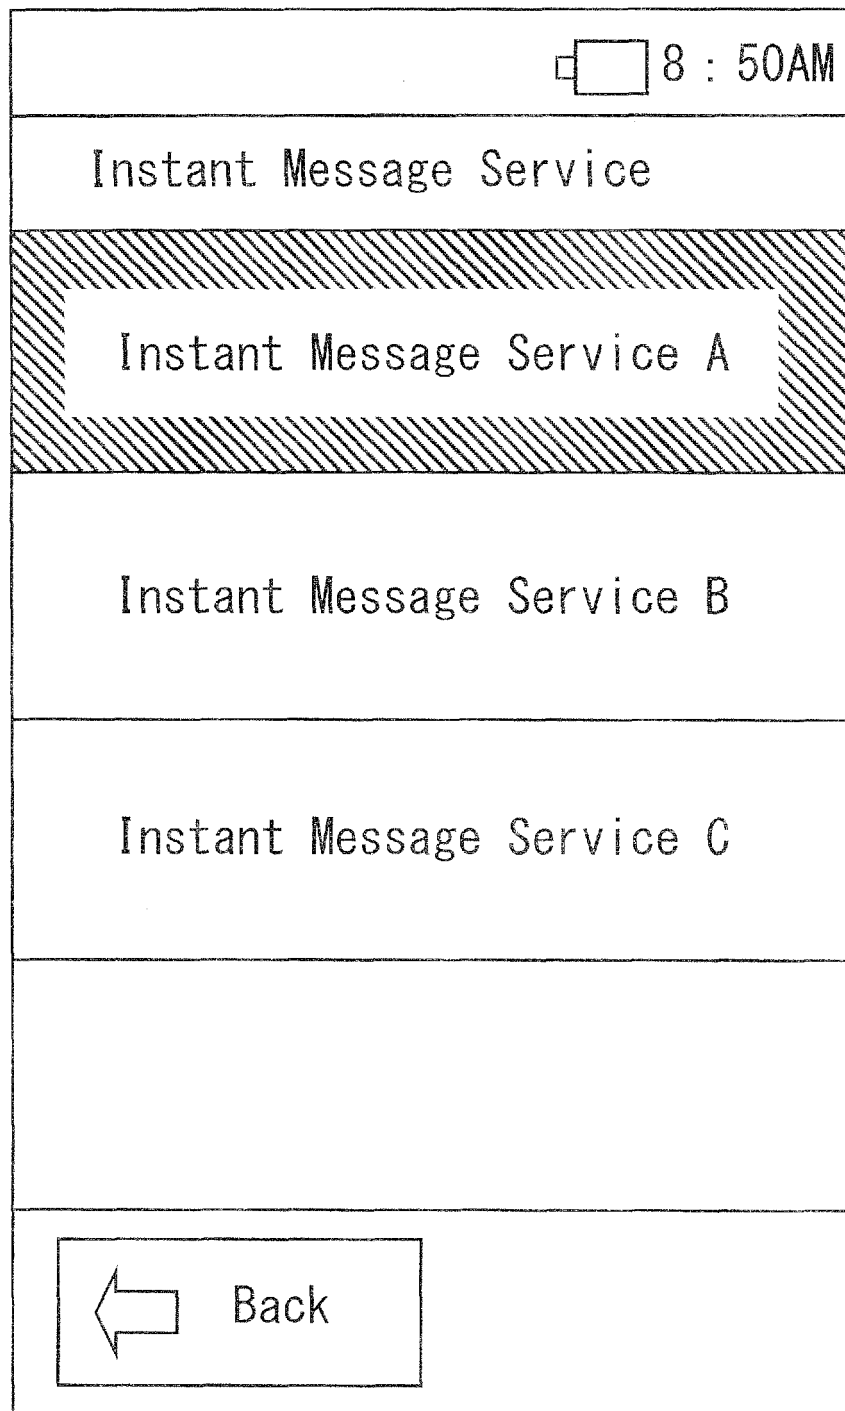 8 : 50AM
Instant Message Service
Instant Message Service A
Instant Message Service B
Instant Message Service C
Back